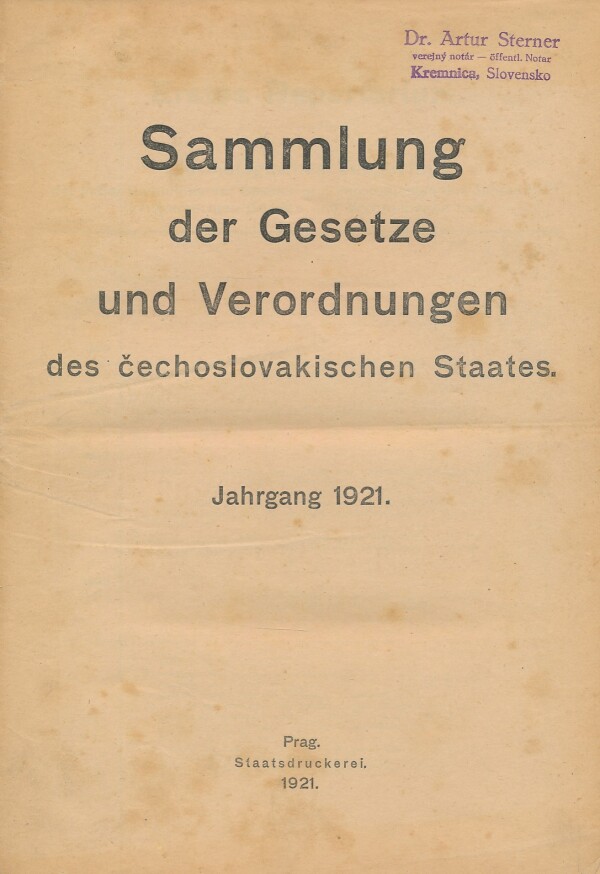 Dr. Artur Sterner
verejný notár — öffentl. Notar
Kremnica, Slovensko
Sammlung
der Gesetze
und Verordnungen
des čechoslovakischen Staates.
Jahrgang 1921.
Prag.
Staatsdruckerei.
1921.